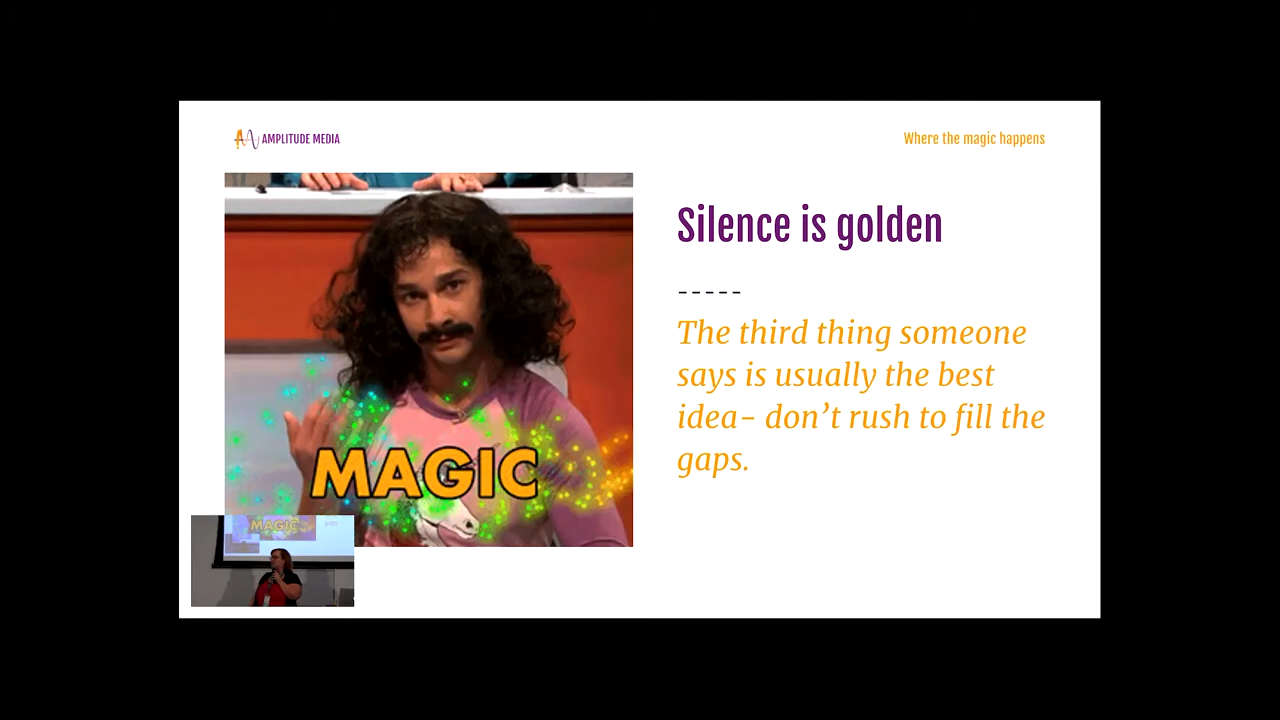 AMPLITUDE MEDIA
Where the magic happens
Silence is golden
-----
The third thing someone
says is usually the best
idea– don’t rush to fill the
gaps.
MAGIC
MAGIC